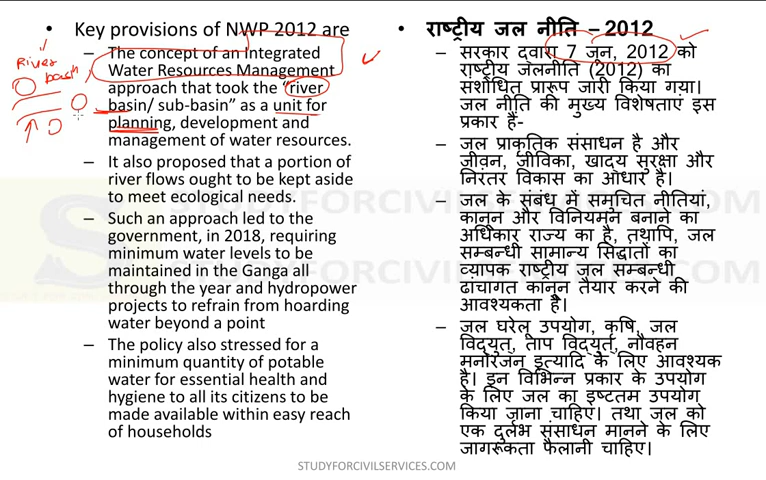 • Key provisions of NWP 2012 are
– The concept of an Integrated
Water Resources Management
approach that took the "river
basin/ sub-basin" as a unit for
planning, development and
management of water resources.
– It also proposed that a portion of
river flows ought to be kept aside
to meet ecological needs.
– Such an approach led to the
government, in 2018, requiring
minimum water levels to be
maintained in the Ganga all
through the year and hydropower
projects to refrain from hoarding
water beyond a point
– The policy also stressed for a
minimum quantity of potable
water for essential health and
hygiene to all its citizens to be
made available within easy reach
of households
River
basin
• राष्ट्रीय जल नीति – 2012
– सरकार द्वारा 7 जून, 2012 को
राष्ट्रीय जलनीति (2012) का
संशोधित प्रारूप जारी किया गया।
जल नीति की मुख्य विशेषताएं इस
प्रकार हैं-
– जल प्राकृतिक संसाधन है और
जीवन, जीविका, खाद्य सुरक्षा और
निरंतर विकास का आधार है।
– जल के संबंध में समुचित नीतियां,
कानून और विनियमन बनाने का
अधिकार राज्य का है, तथापि, जल
सम्बन्धी सामान्य सिद्धातों का
व्यापक राष्ट्रीय जल सम्बन्धी
ढांचागत कानून तैयार करने की
आवश्यकता है।
– जल घरेलू उपयोग, कृषि, जल
विद्युत, ताप विद्युत, नौवहन
मनोरंजन इत्यादि के लिए आवश्यक
है। इन विभिन्न प्रकार के उपयोग
के लिए जल का इष्टतम उपयोग
किया जाना चाहिए। तथा जल को
एक दुर्लभ संसाधन मानने के लिए
जागरूकता फैलानी चाहिए।
STUDYFORCIVILSERVICES.COM